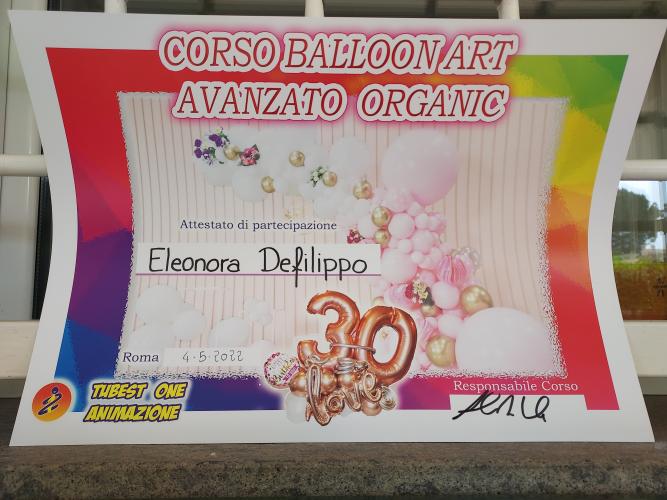 CORSO BALLOON ART
AVANZATO ORGANIC
Attestato di partecipazione
Eleonora Defilippo
30
love
Roma 4.5.2022
Responsabile Corso
TUBEST ONE
ANIMAZIONE